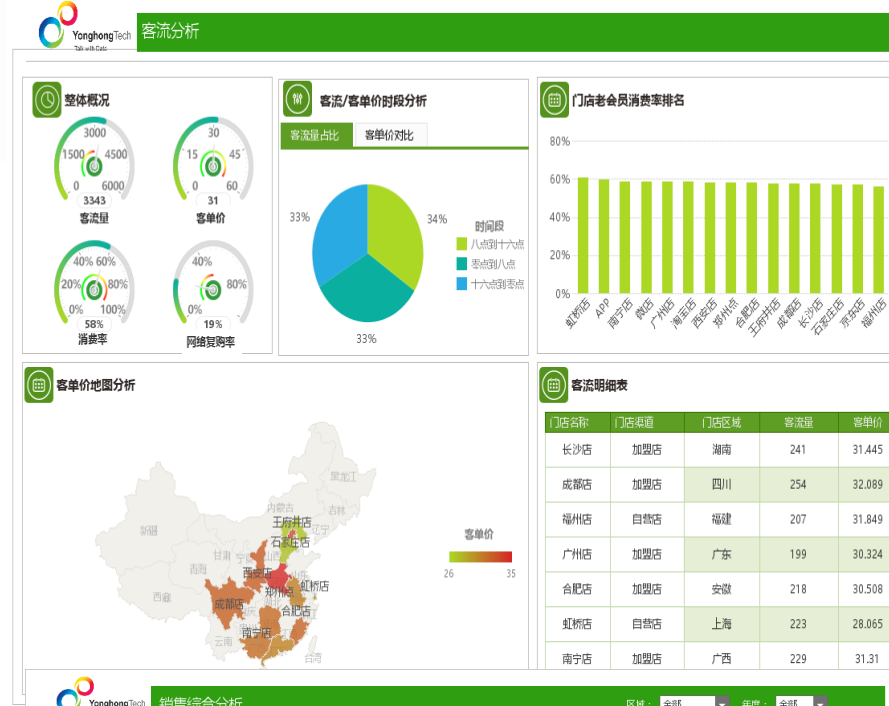 YonghongTech
Talk with Data
客流分析
整体概况
3000
1500 4500
0 6000
3343
客流量
30
15 45
0 60
31
客单价
40% 60%
20% 80%
0% 100%
58%
消费率
40%
80%
0%
19%
网络复购率
客流/客单价时段分析
客流量占比 客单价对比
33%
34%
33%
时间段
八点到十六点
零点到八点
十六点到零点
门店老会员消费率排名
80%
60%
40%
20%
0%
虹桥店 APP 南宁店 微店 广州店 淘宝店 西安店 郑州点 合肥店 王府井店 成都店 长沙店 石家庄店 京东店 福州店
客单价地图分析
黑龙江
吉林
内蒙古
辽宁
新疆
王府井店
石家庄店
甘肃 宁夏 山西
青海
西安店
山东
虹桥店
郑州点
西藏
成都店
合肥店
南宁店
云南
台湾
客单价
26 35
客流明细表
门店名称 门店渠道 门店区域 客流量 客单价
长沙店 加盟店 湖南 241 31.445
成都店 加盟店 四川 254 32.089
福州店 自营店 福建 207 31.849
广州店 加盟店 广东 199 30.324
合肥店 加盟店 安徽 218 30.508
虹桥店 自营店 上海 223 28.065
南宁店 加盟店 广西 229 31.31
YonghongTech
销售综合分析
区域： 全部 年度： 全部